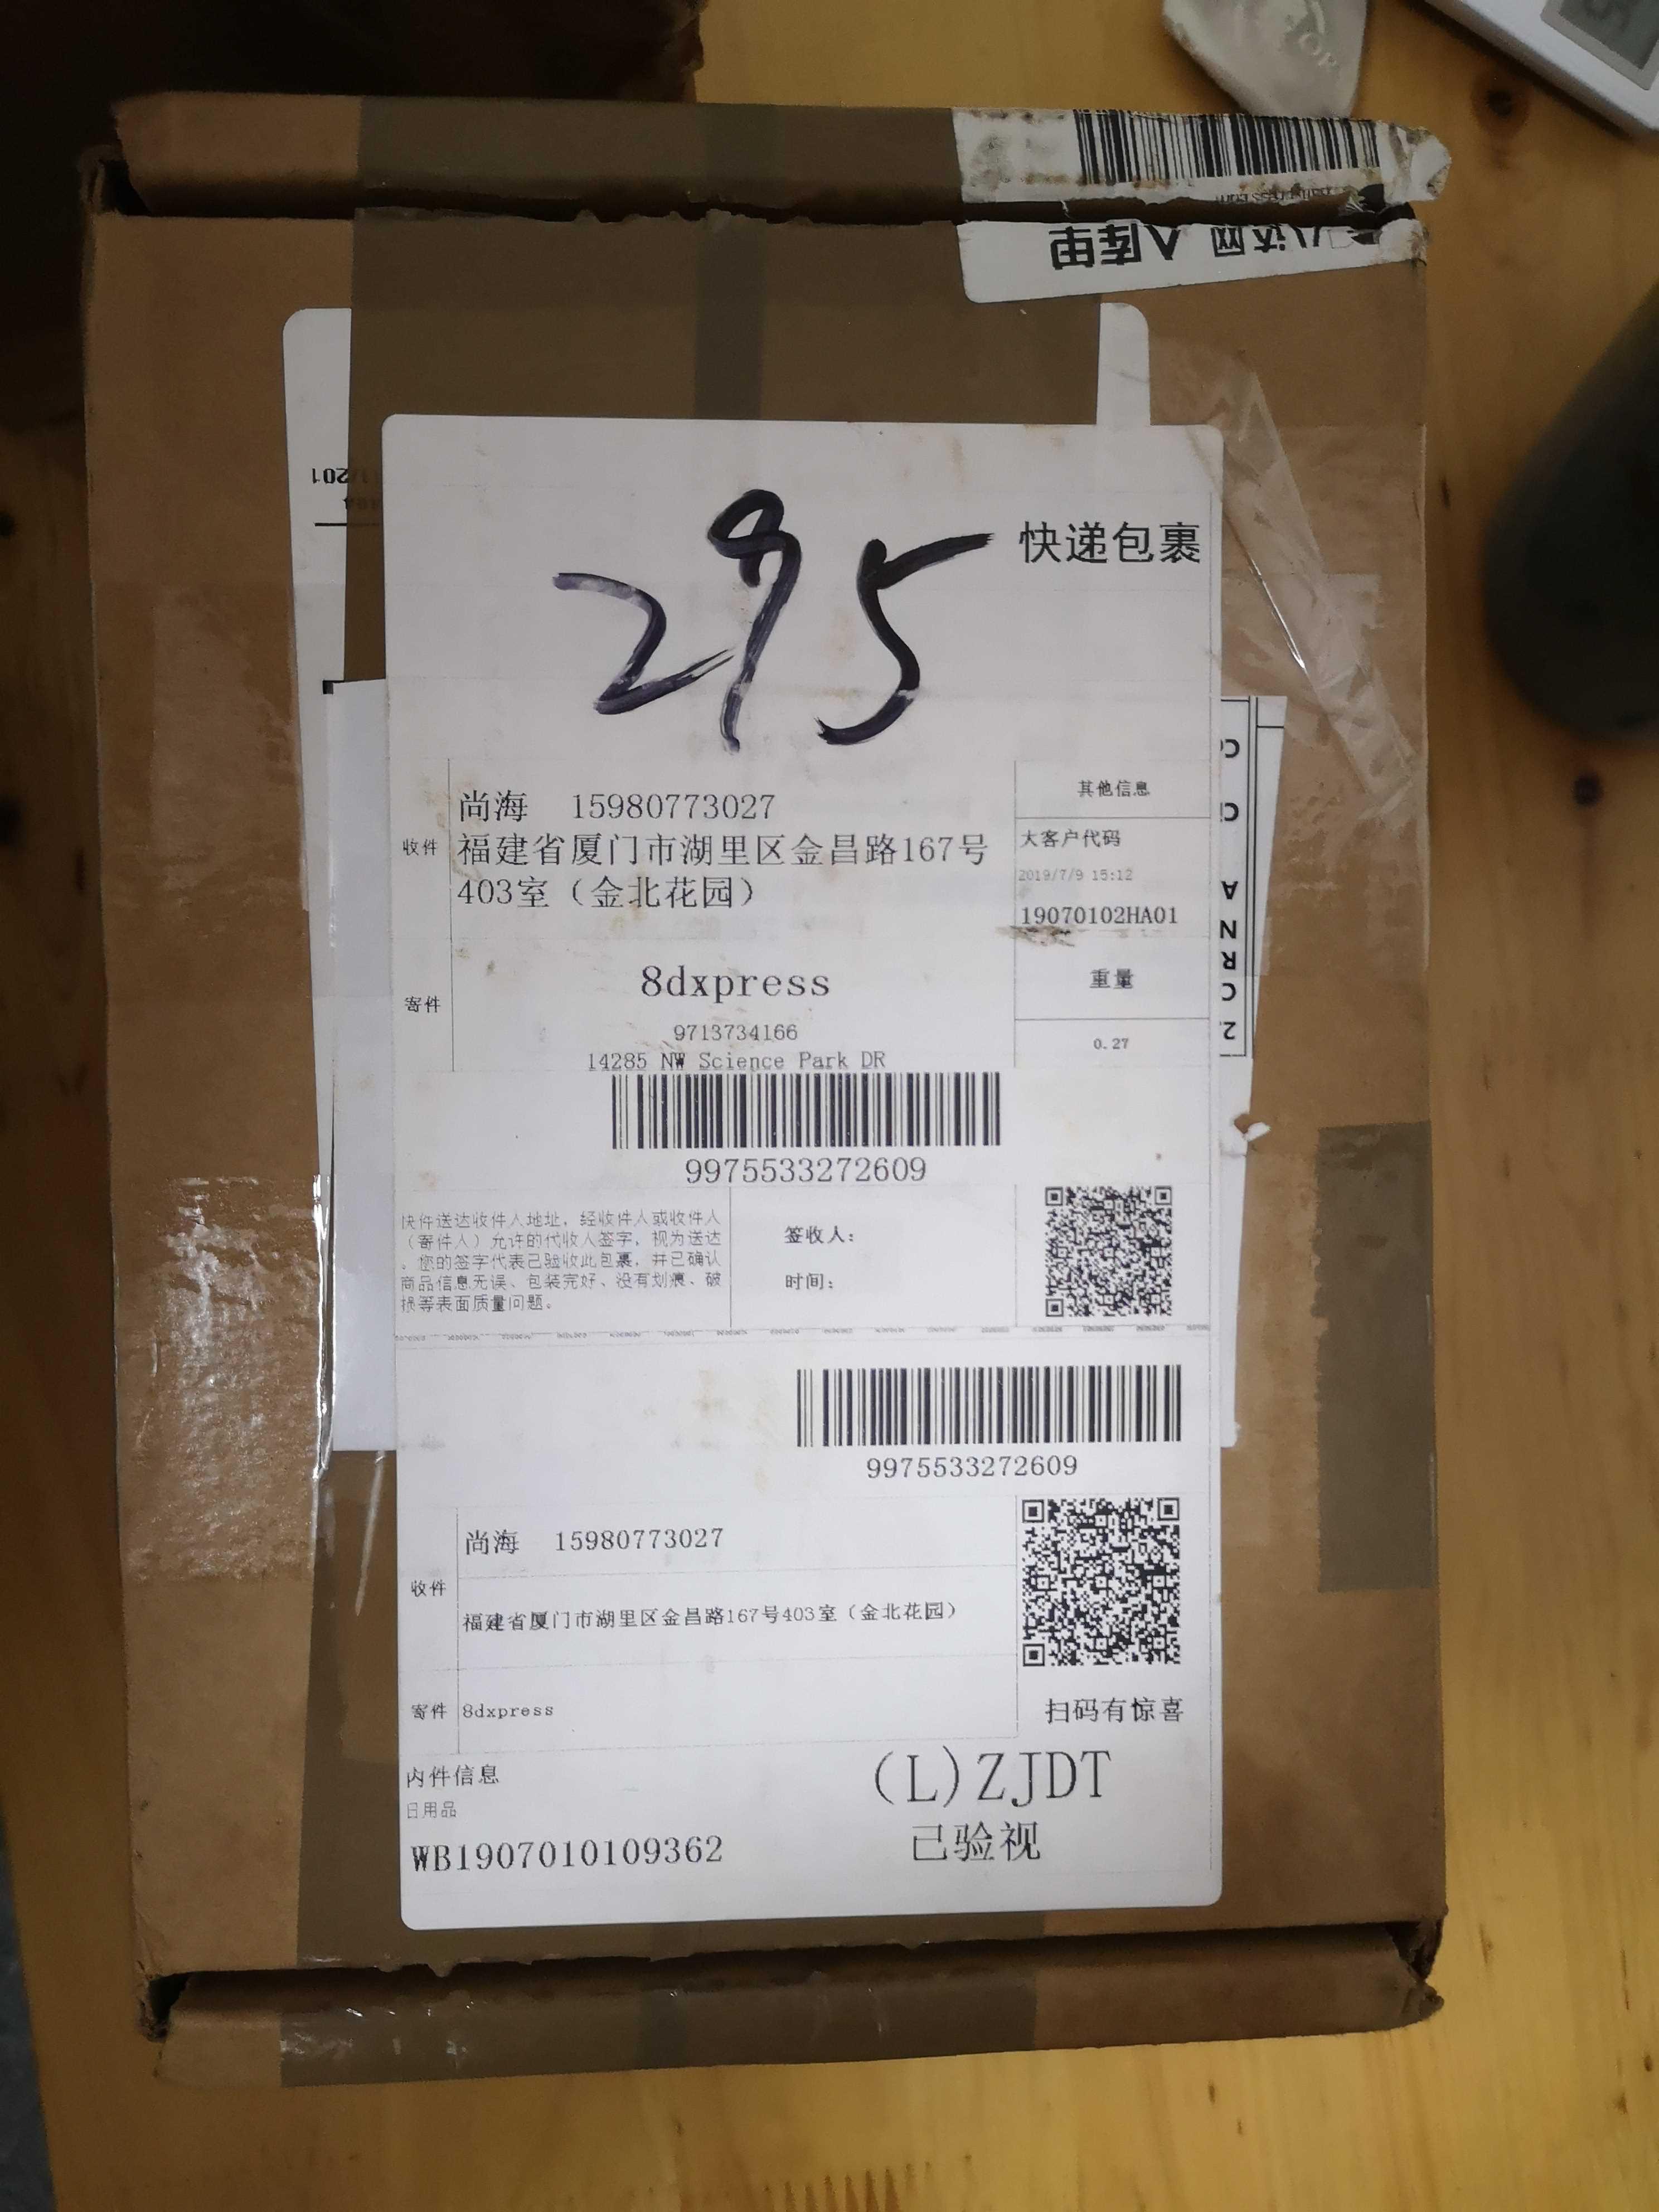 八达网 入库里
295
快递包裹
尚海 15980773027
收件
福建省厦门市湖里区金昌路167号
403室（金北花园）
其他信息
大客户代码
2019/7/9 15:12
19070102HA01
寄件
8dxpress
9713734166
14285 NW Science Park DR
重量
0.27
9975533272609
快件送达收件人地址，经收件人或收件人
（寄件人）允许的代收人签字，视为送达
。您的签字代表已验收此包裹，并已确认
商品信息无误、包装完好、没有划痕、破
损等表面质量问题。
签收人：
时间：
9975533272609
尚海 15980773027
收件
福建省厦门市湖里区金昌路167号403室（金北花园）
寄件 8dxpress
扫码有惊喜
内件信息
日用品
(L)ZJDT
已验视
WB1907010109362